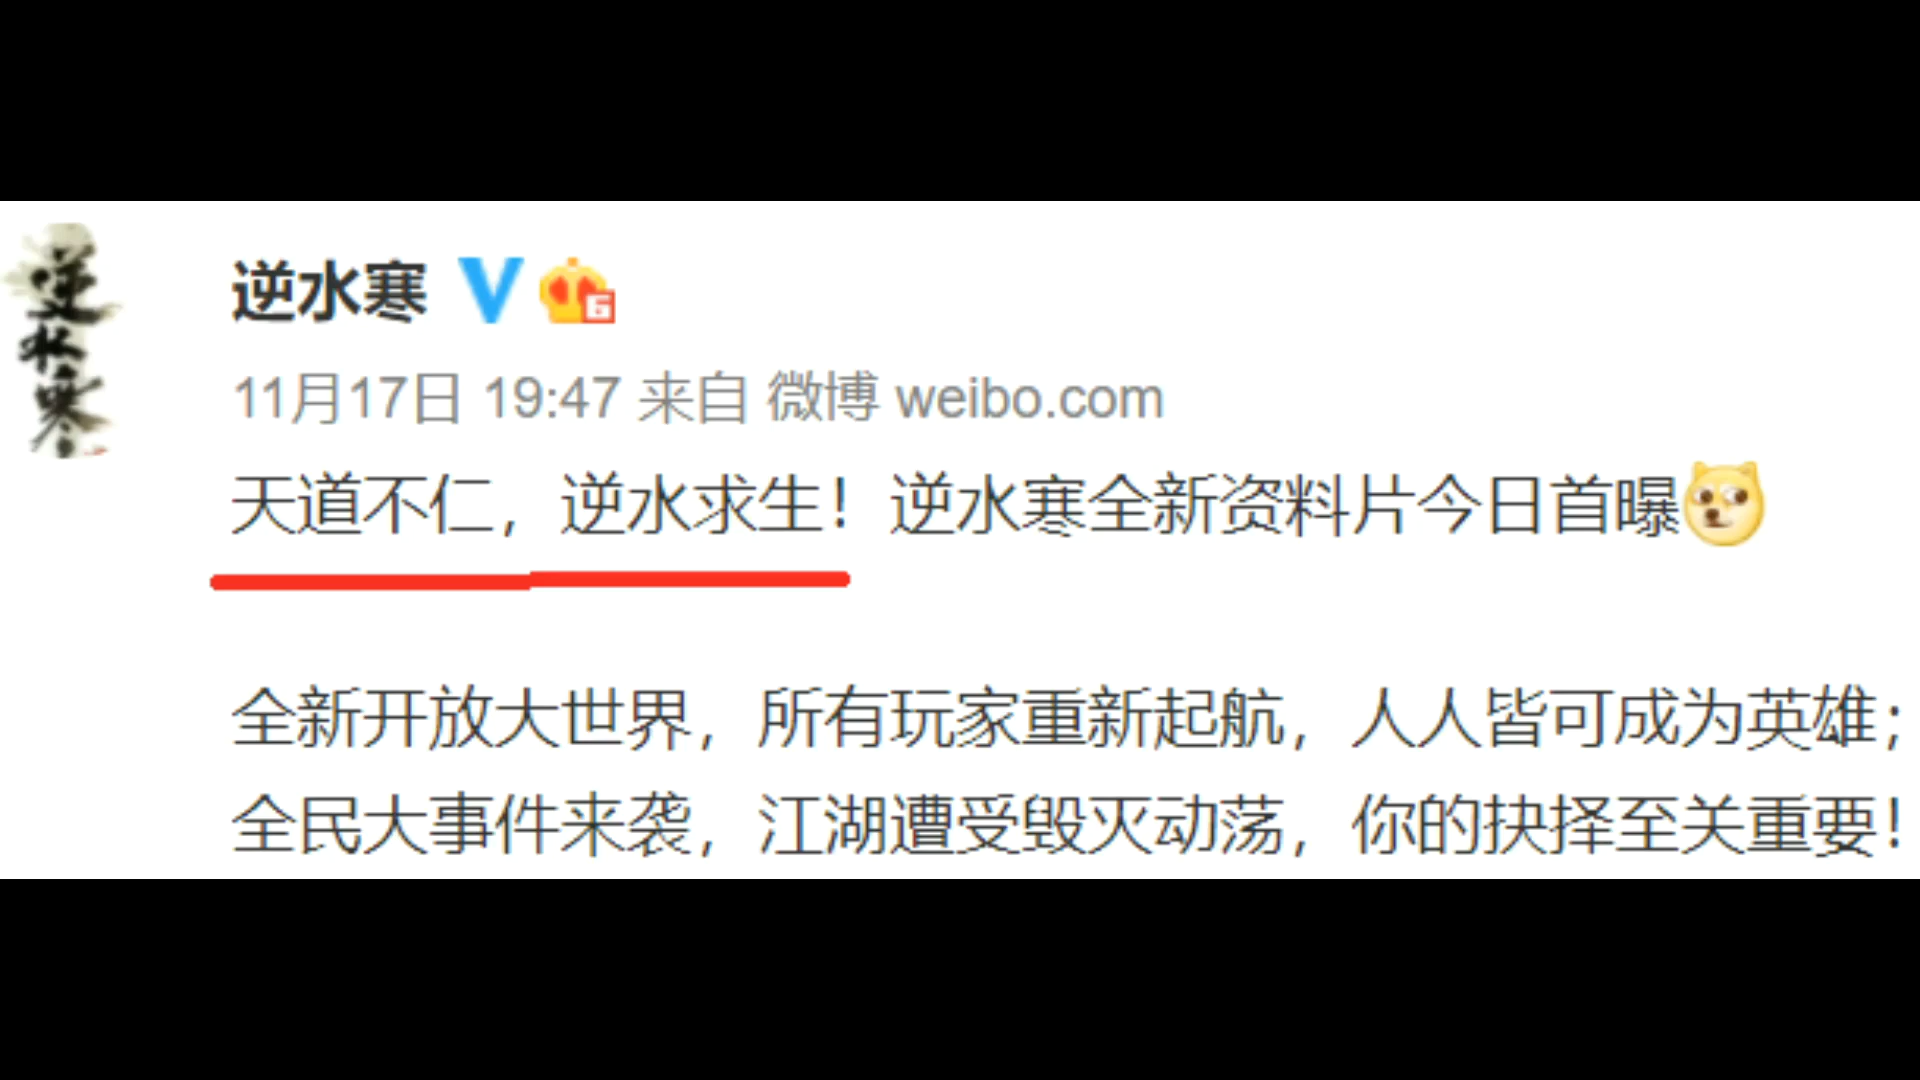 逆水寒
逆水寒 V 6
11月17日 19:47 来自 微博 weibo.com
天道不仁，逆水求生！逆水寒全新资料片今日首曝
全新开放大世界，所有玩家重新起航，人人皆可成为英雄；
全民大事件来袭，江湖遭受毁灭动荡，你的抉择至关重要！